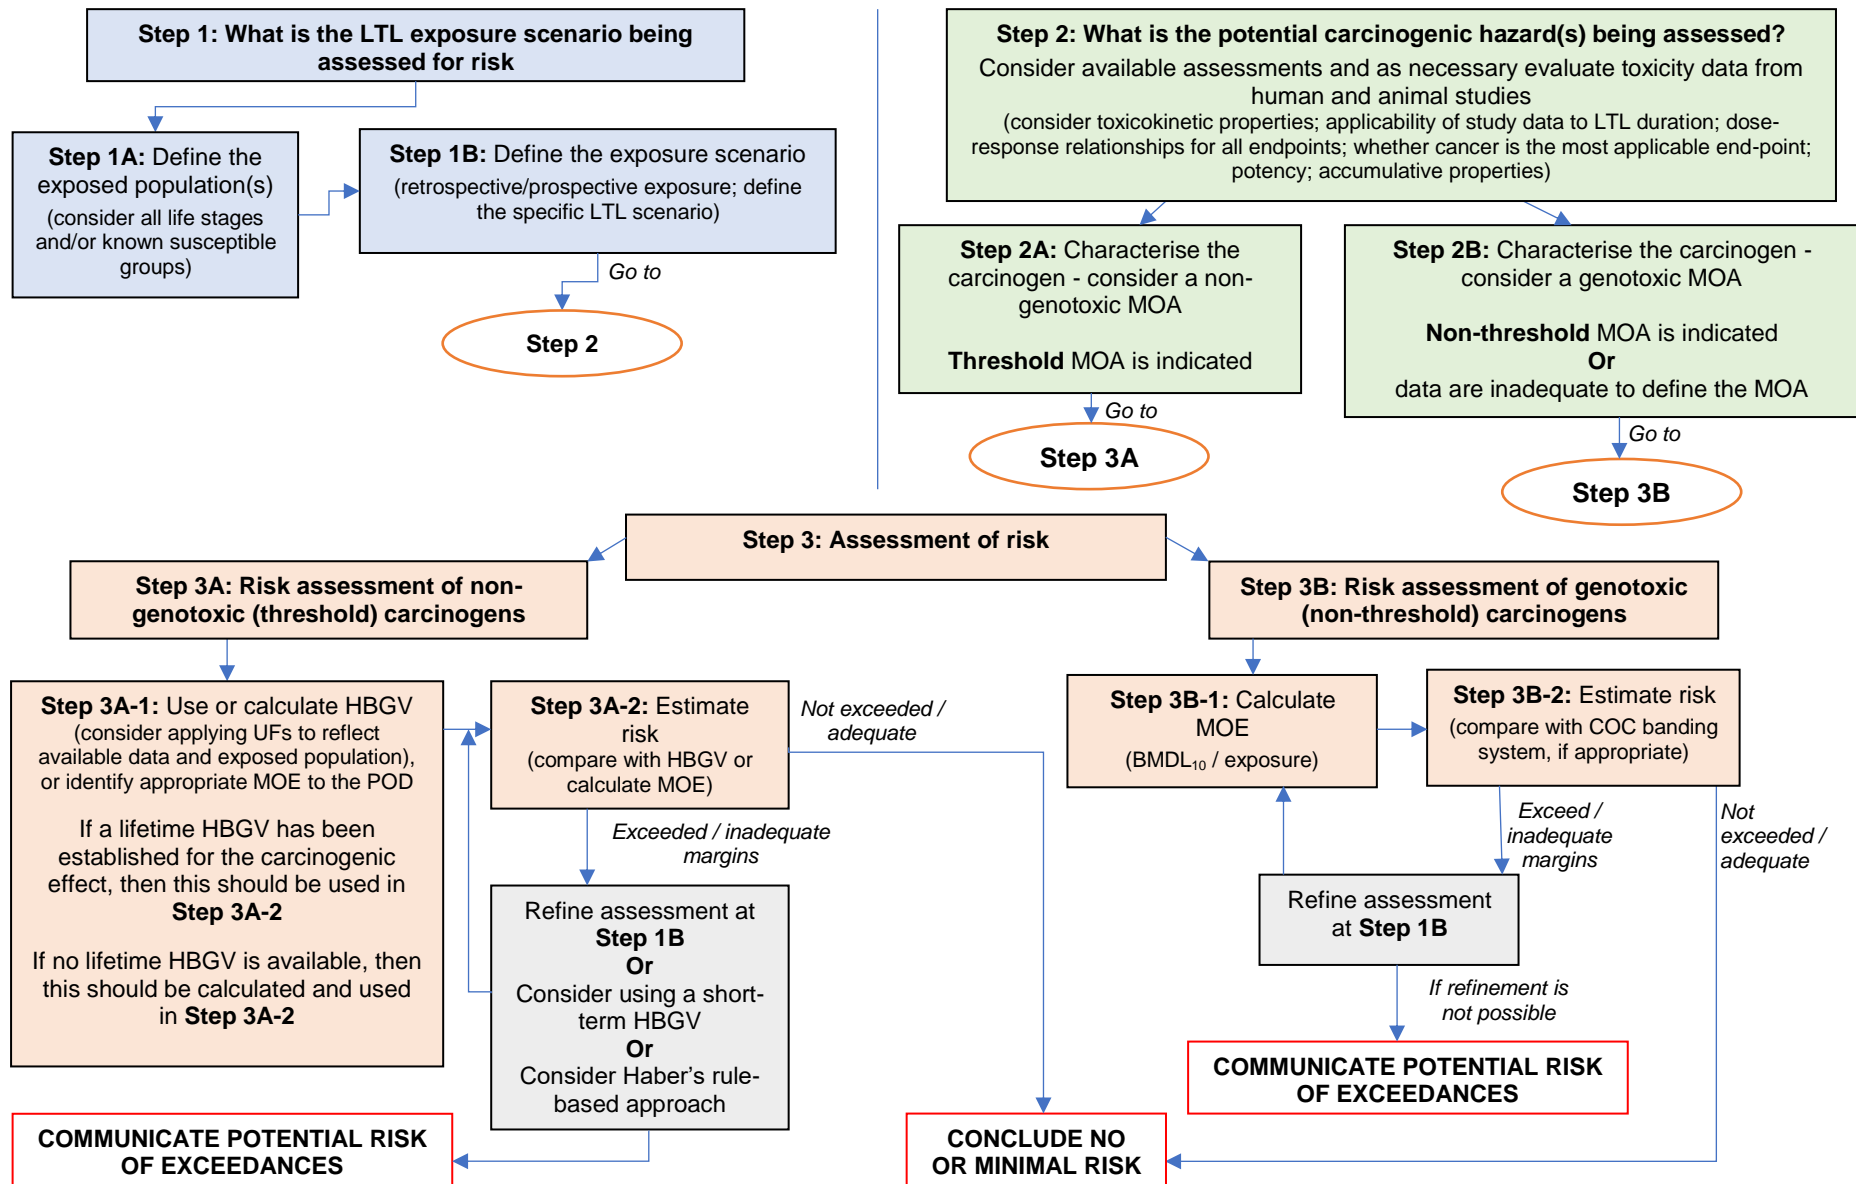 Step 1: What is the LTL exposure scenario being
assessed for risk
Step 1A: Define the
exposed population(s)
(consider all life stages
and/or known susceptible
groups)
Step 1B: Define the exposure scenario
(retrospective/prospective exposure; define
the specific LTL scenario)
Go to
Step 2
Step 2: What is the potential carcinogenic hazard(s) being assessed?
Consider available assessments and as necessary evaluate toxicity data from
human and animal studies
(consider toxicokinetic properties; applicability of study data to LTL duration; dose-
response relationships for all endpoints; whether cancer is the most applicable end-point;
potency; accumulative properties)
Step 2A: Characterise the
carcinogen - consider a non-
genotoxic MOA
Threshold MOA is indicated
Go to
Step 3A
Step 2B: Characterise the carcinogen -
consider a genotoxic MOA
Non-threshold MOA is indicated
Or
data are inadequate to define the MOA
Go to
Step 3B
Step 3: Assessment of risk
Step 3A: Risk assessment of non-
genotoxic (threshold) carcinogens
Step 3A-1: Use or calculate HBGV
(consider applying UFs to reflect
available data and exposed population),
or identify appropriate MOE to the POD
If a lifetime HBGV has been
established for the carcinogenic
effect, then this should be used in
Step 3A-2
If no lifetime HBGV is available, then
this should be calculated and used
in Step 3A-2
Step 3A-2: Estimate
risk
(compare with HBGV or
calculate MOE)
Not exceeded /
adequate
Exceeded / inadequate
margins
Refine assessment at
Step 1B
Or
Consider using a short-
term HBGV
Or
Consider Haber's rule-
based approach
COMMUNICATE POTENTIAL RISK
OF EXCEEDANCES
CONCLUDE NO
OR MINIMAL RISK
Step 3B: Risk assessment of genotoxic
(non-threshold) carcinogens
Step 3B-1: Calculate
MOE
(BMDL₁₀ / exposure)
Step 3B-2: Estimate risk
(compare with COC banding
system, if appropriate)
Exceed /
inadequate
margins
Not
exceeded /
adequate
Refine assessment
at Step 1B
If refinement is
not possible
COMMUNICATE POTENTIAL RISK
OF EXCEEDANCES